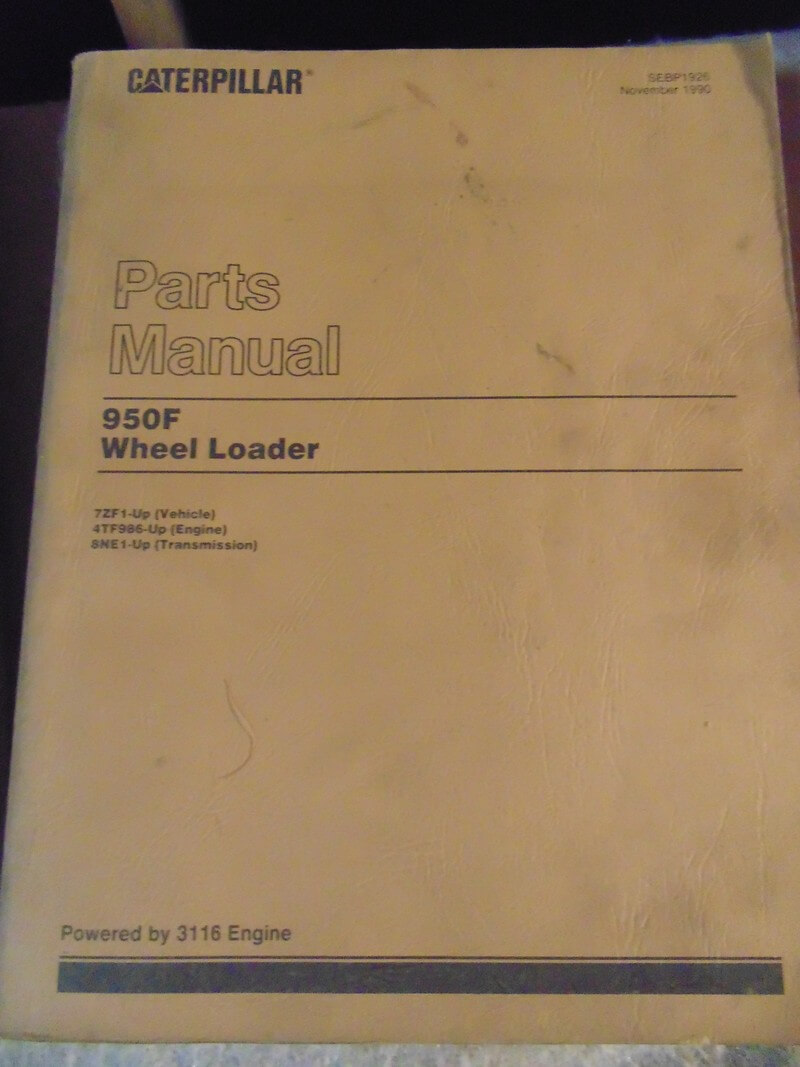 CATERPILLAR®
SEBP1926
November 1990
Parts
Manual
950F
Wheel Loader
7ZF1-Up (Vehicle)
4TF986-Up (Engine)
8NE1-Up (Transmission)
Powered by 3116 Engine